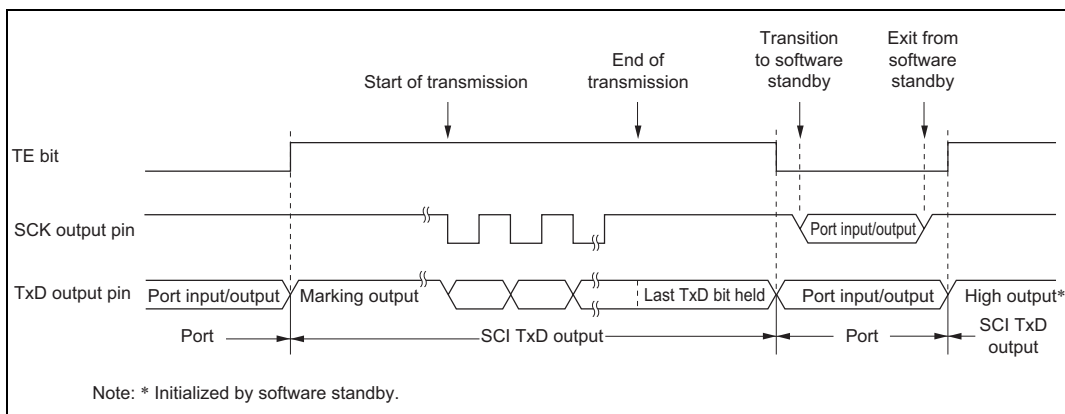 Start of transmission
End of
transmission
Transition
to software
standby
Exit from
software
standby
TE bit
SCK output pin
Port input/output
TxD output pin
Port input/output
Marking output
Last TxD bit held
Port input/output
High output*
Port
SCI TxD output
Port
SCI TxD
output
Note: * Initialized by software standby.